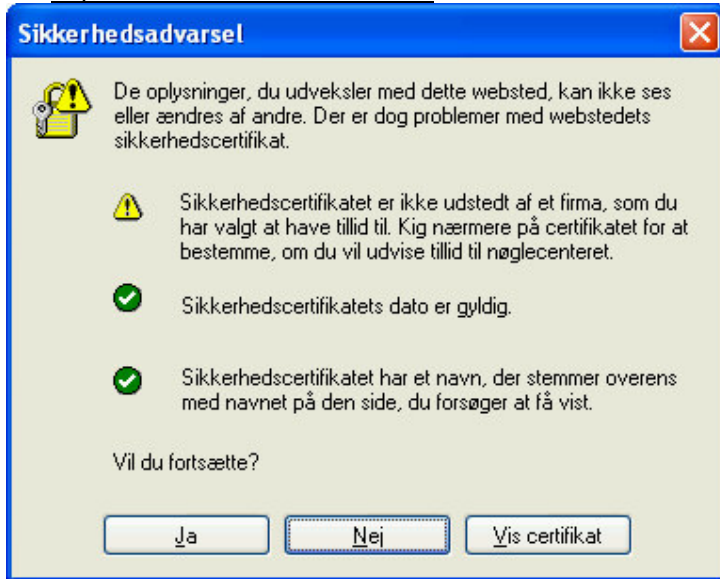 Sikkerhedsadvarsel
De oplysninger, du udveksler med dette websted, kan ikke ses
eller ændres af andre. Der er dog problemer med webstedets
sikkerhedscertifikat.
Sikkerhedscertifikatet er ikke udstedt af et firma, som du
har valgt at have tillid til. Kig nærmere på certifikatet for at
bestemme, om du vil udvise tillid til nøglecenteret.
Sikkerhedscertifikatets dato er gyldig.
Sikkerhedscertifikatet har et navn, der stemmer overens
med navnet på den side, du forsøger at få vist.
Vil du fortsætte?
Ja
Nej
Vis certifikat